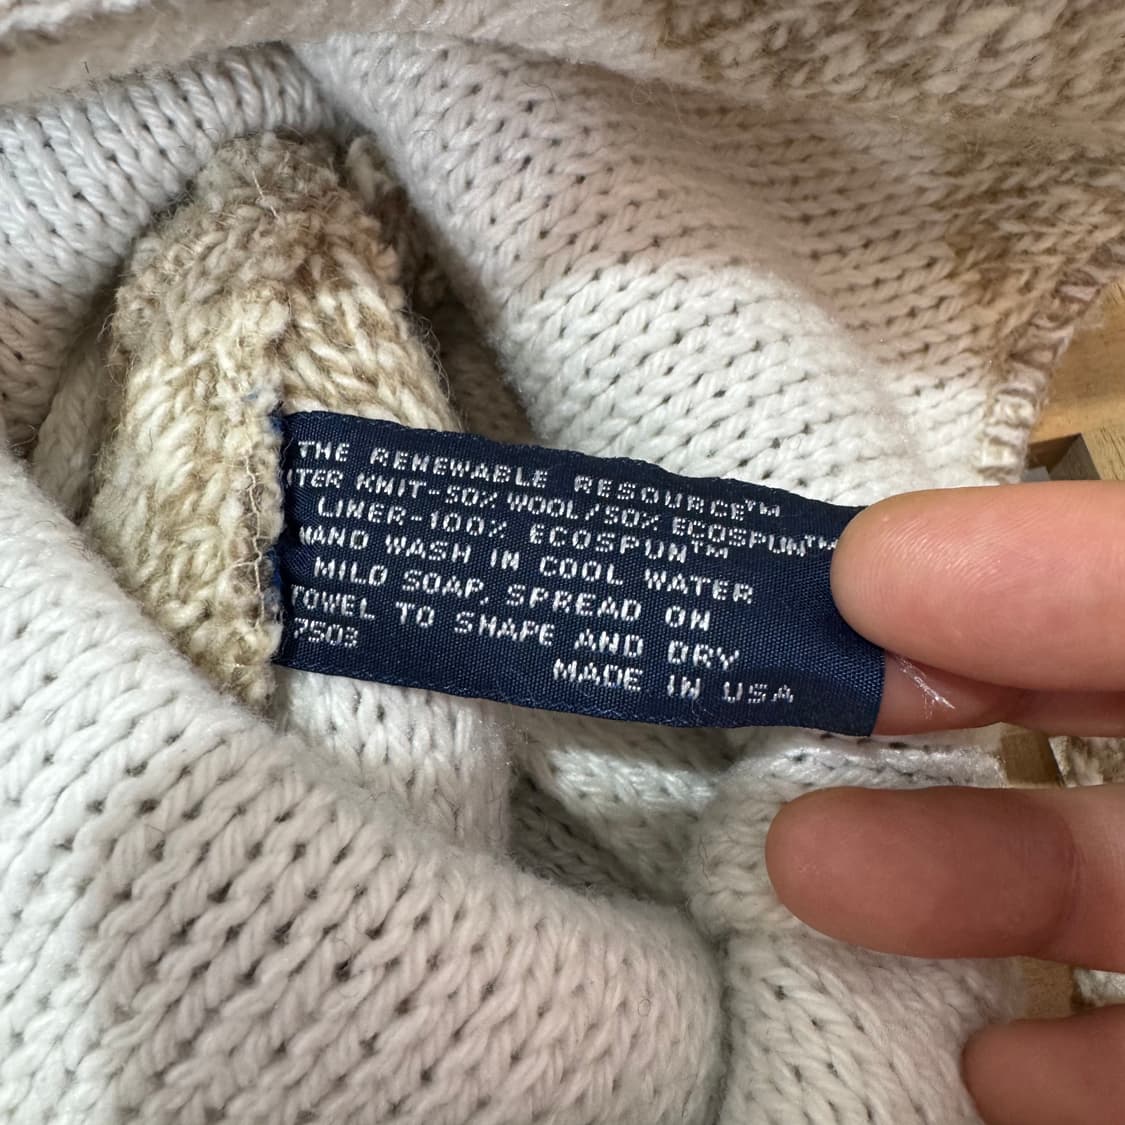 THE RENEWABLE RESOURCE™
TER KNIT-50% WOOL/50% ECOSPUN™
LINER-100% ECOSPUN™
HAND WASH IN COOL WATER
MILD SOAP, SPREAD ON
TOWEL TO SHAPE AND DRY
7503
MADE IN USA